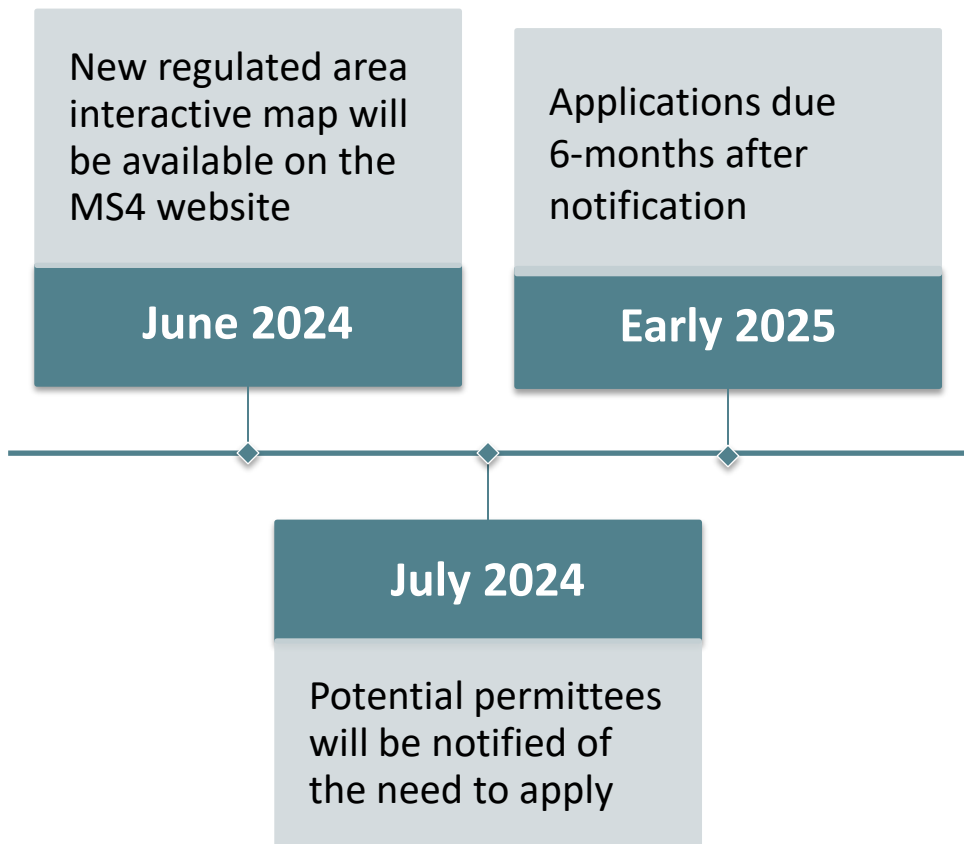 New regulated area
interactive map will
be available on the
MS4 website
June 2024
July 2024
Potential permittees
will be notified of
the need to apply
Applications due
6-months after
notification
Early 2025